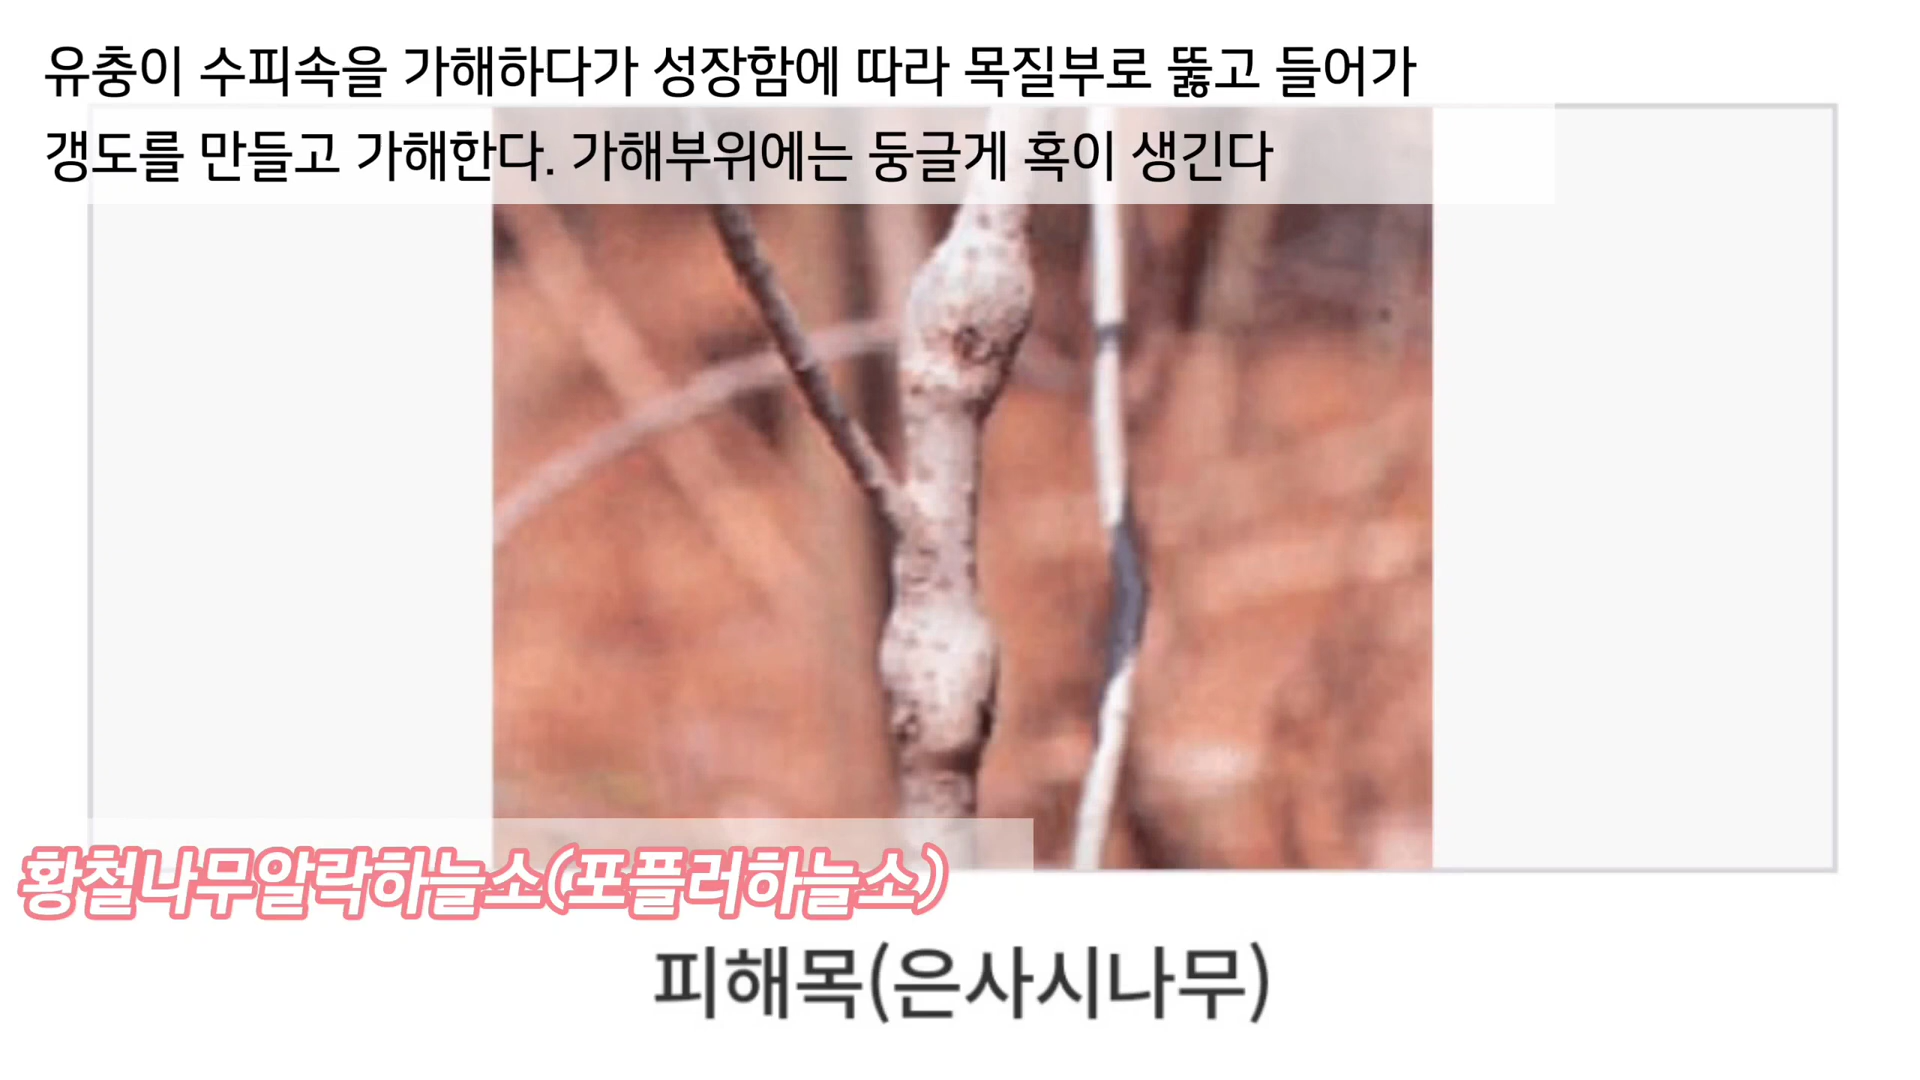 유충이 수피속을 가해하다가 성장함에 따라 목질부로 뚫고 들어가
갱도를 만들고 가해한다. 가해부위에는 둥글게 혹이 생긴다
황철나무알락하늘소(포플러하늘소)
피해목(은사시나무)